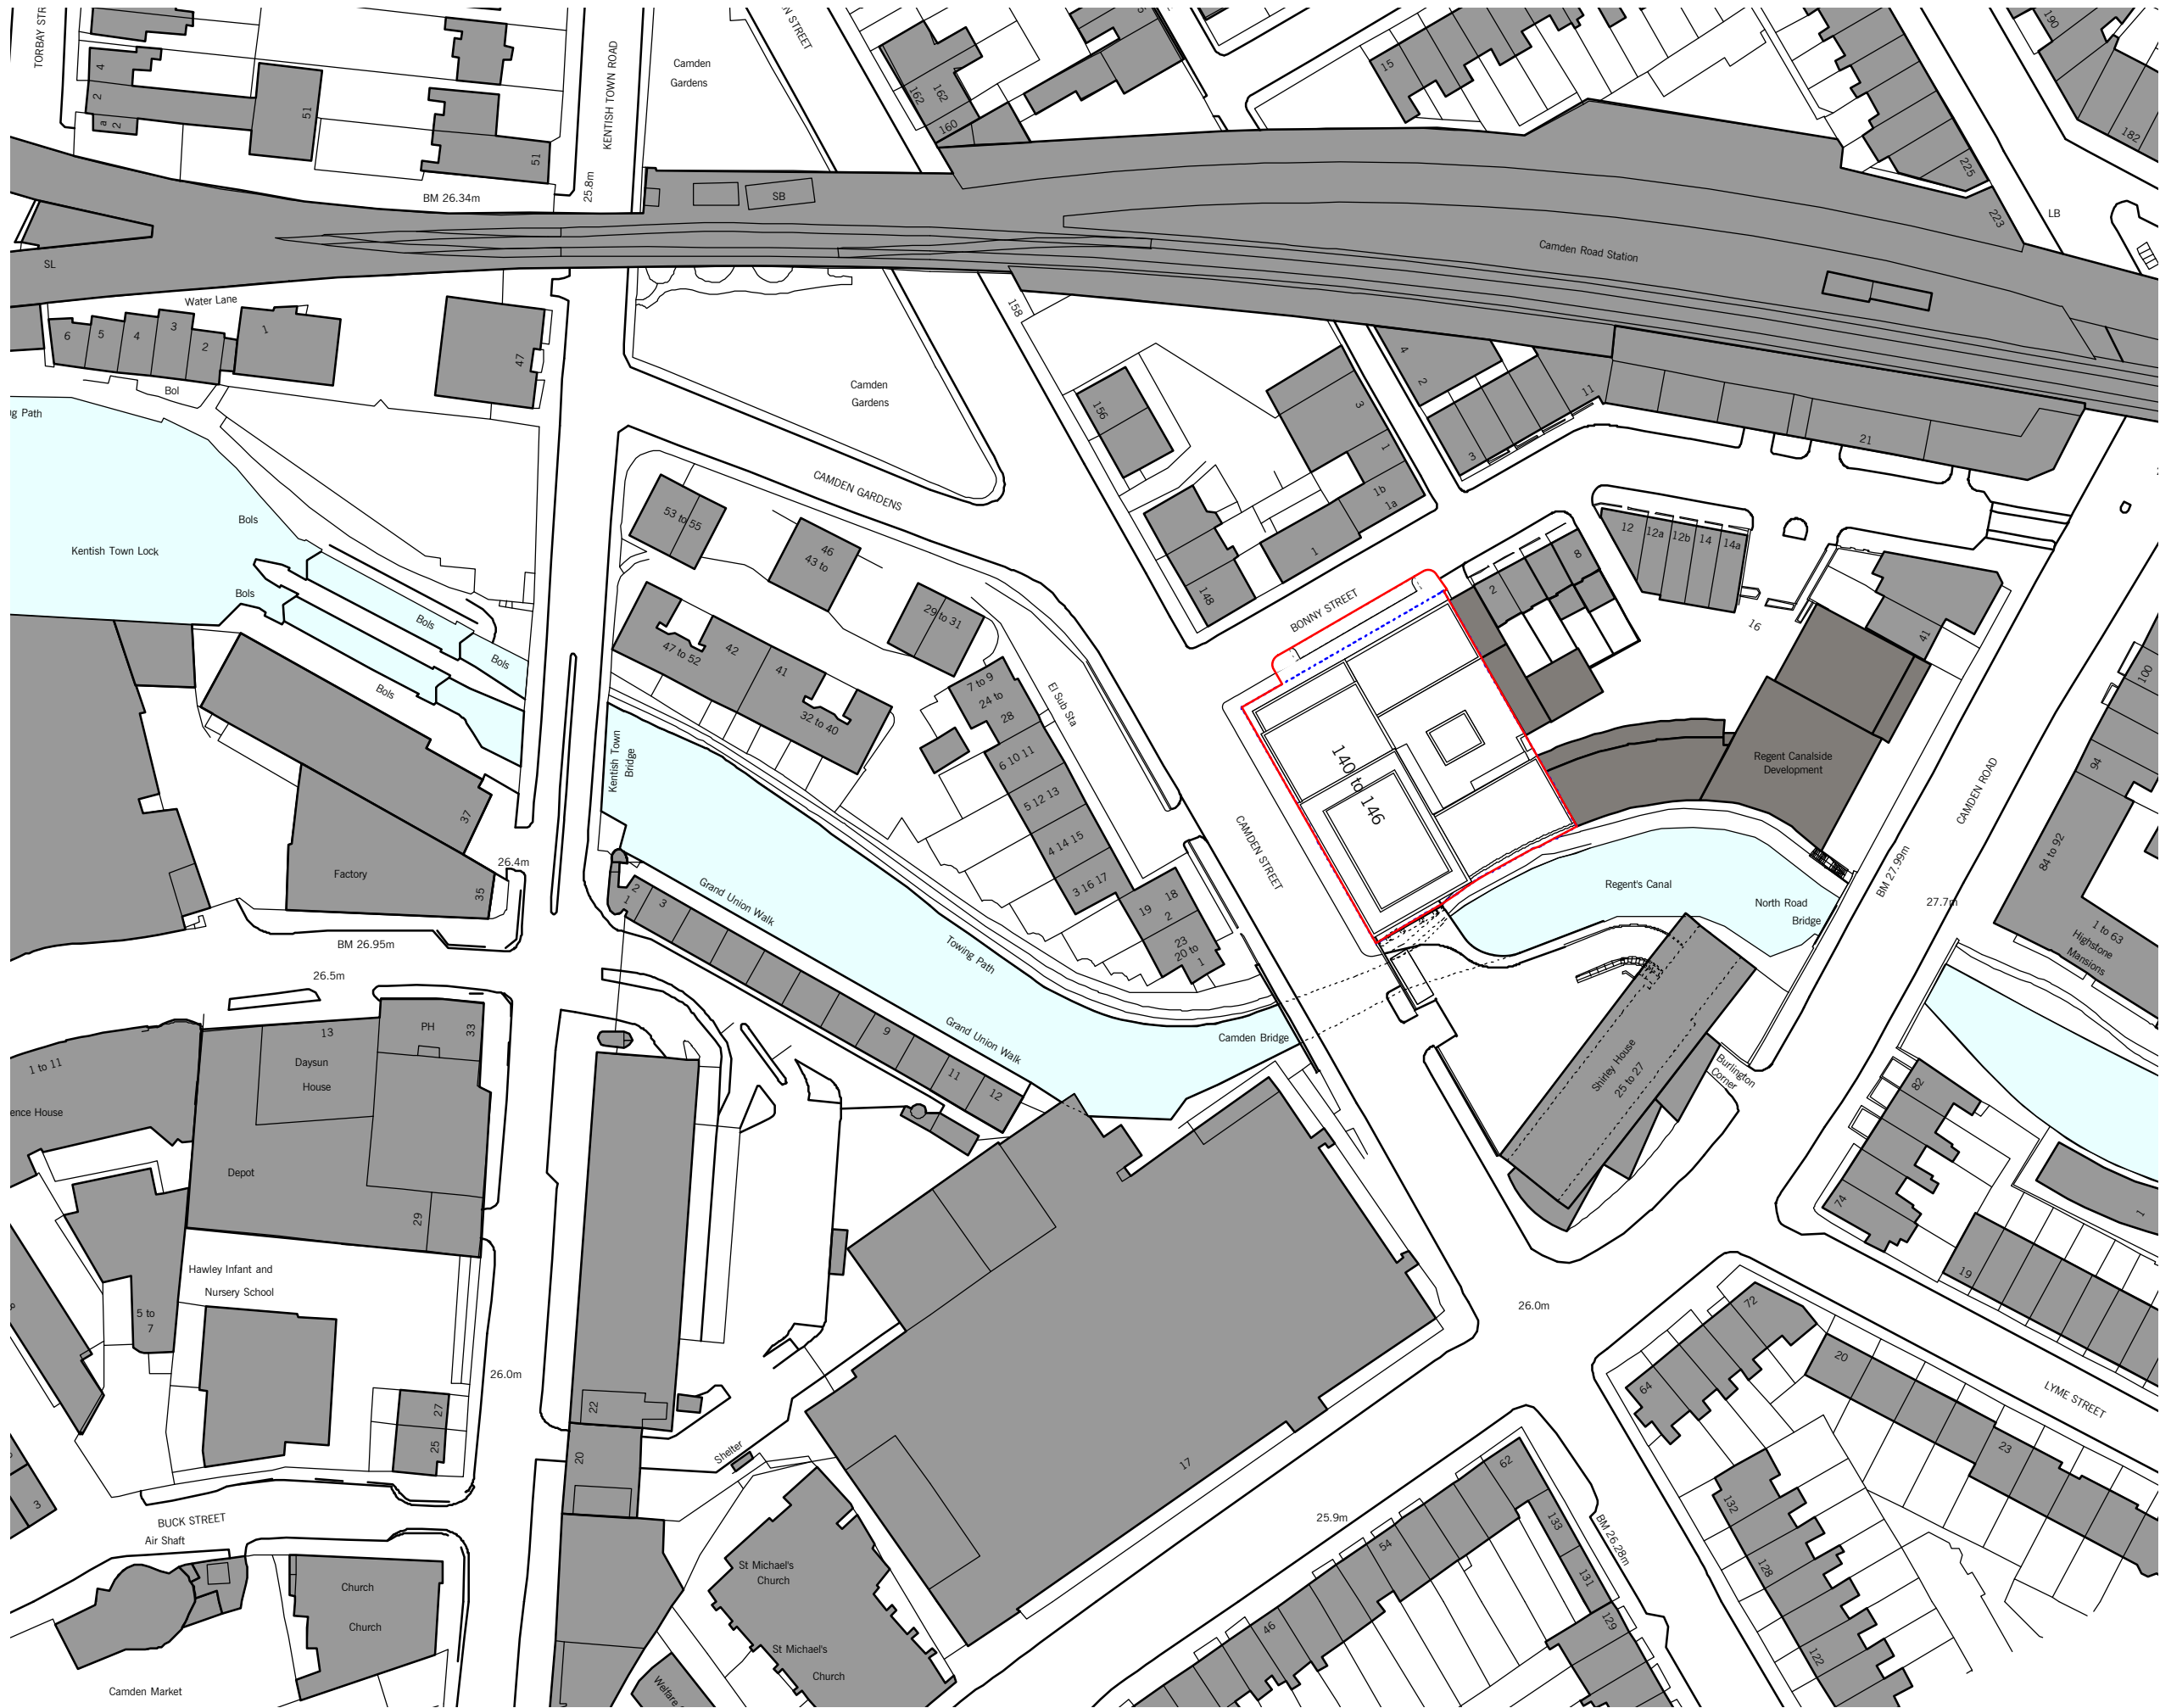 TORBAY STR
KENTISH TOWN ROAD
N STREET
Camden
Gardens
162
162
160
15
190
182
225
223
LB
4
2
a
2
51
51
BM 26.34m
25.8m
SB
SL
Camden Road Station
Water Lane
6
5
4
3
2
1
47
Bol
ng Path
158
Camden
Gardens
156
3
1
1b
1a
1
148
4
2
3
11
21
CAMDEN GARDENS
53 to 55
46
43 to
29 to 31
Bols
Kentish Town Lock
Bols
Bols
Bols
Bols
47 to 52
42
41
32 to 40
7 to 9
24 to
28
6 10 11
5 12 13
4 14 15
3 16 17
19
18
2
23
20 to
1
El Sub Sta
BONNY STREET
2
8
12
12a
12b
14
14a
16
41
140 to 146
Regent Canalside
Development
CAMDEN STREET
CAMDEN ROAD
100
94
84 to 92
BM 27.99m
27.7m
1 to 63
Highstone
Mansions
Regent's Canal
North Road
Bridge
Kentish Town
Bridge
37
26.4m
Factory
35
BM 26.95m
26.5m
2
1
3
Grand Union Walk
Towing Path
Grand Union Walk
9
11
12
Camden Bridge
Shirley House
25 to 27
Burlington
Corner
82
74
1
19
1 to 11
ence House
13
Daysun
House
PH
33
Depot
29
Hawley Infant and
Nursery School
5 to
7
26.0m
27
25
22
20
Shelter
17
26.0m
72
64
20
23
LYME STREET
3
BUCK STREET
Air Shaft
Church
Church
Camden Market
St Michael's
Church
St Michael's
Church
25.9m
62
54
46
133
131
129
BM 26.28m
132
128
122